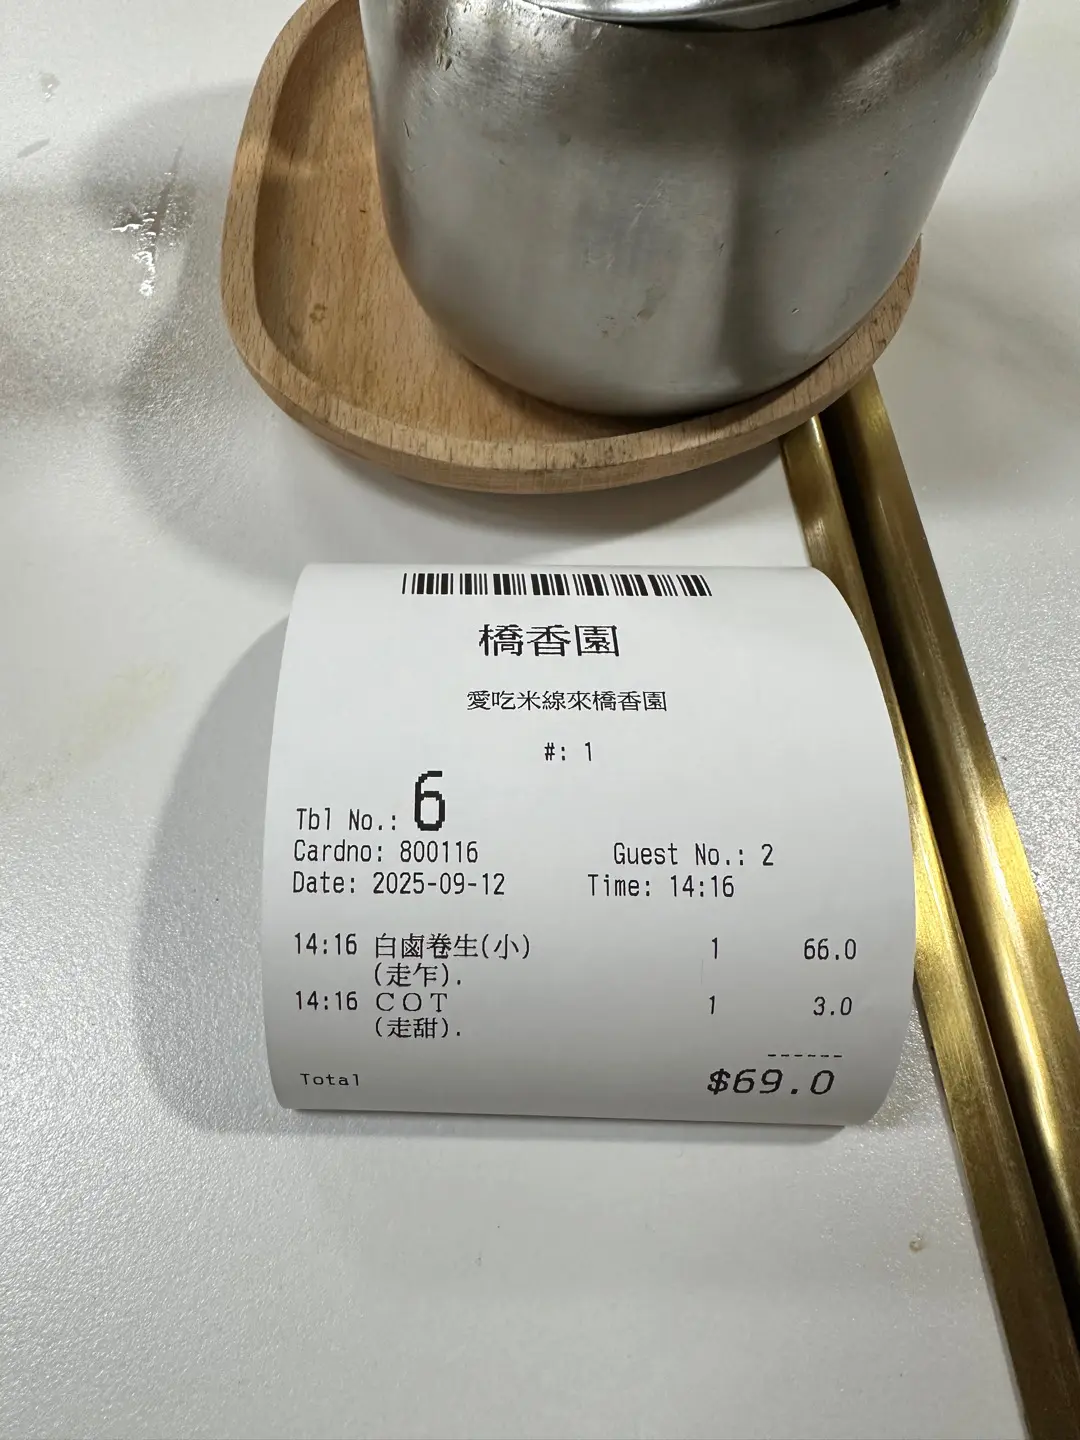 橋香園
愛吃米線來橋香園
#: 1
Tbl No.: 6
Cardno: 800116 Guest No.: 2
Date: 2025-09-12 Time: 14:16
14:16 白鹵卷生(小) 1 66.0
(走乍).
14:16 COT 1 3.0
(走甜).
------
Total $69.0